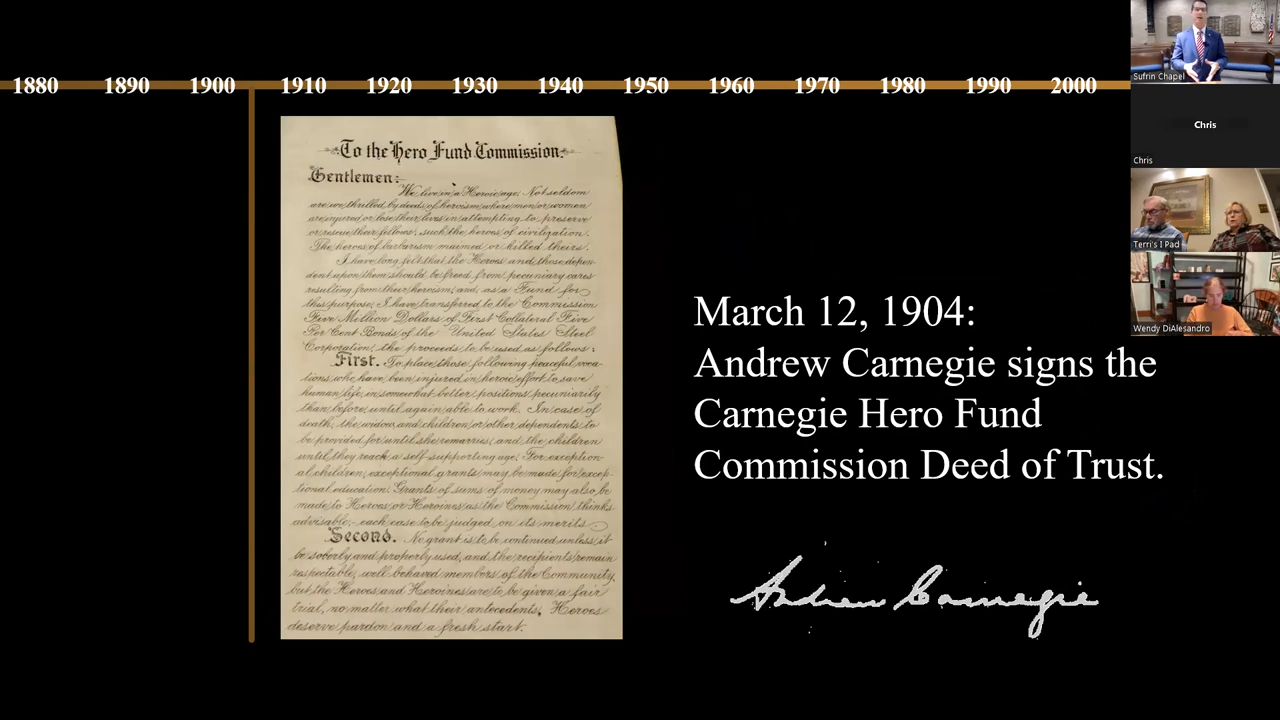 1880 1890 1900 1910 1920 1930 1940 1950 1960 1970 1980 1990 2000
To the Hero Fund Commission:
Gentlemen:
We live in a Heroic age. Not seldom
are we thrilled by deeds of heroism where men or women
are injured or lose their lives in attempting to preserve
or rescue their fellows; such the heroes of civilization.
The heroes of barbarism maimed or killed theirs.
I have long felt that the Heroes and those depen-
dent upon them should be freed from pecuniary cares
resulting from their heroism, and, as a Fund for
this purpose, I have transferred to the Commission
Five Million Dollars of First Collateral Five
Per Cent Bonds of the United States Steel
Corporation, the proceeds to be used as follows:
First. To place those following peaceful voca-
tions who have been injured in heroic effort to save
human life, in somewhat better positions pecuniarily
than before, until again able to work. In case of
death, the widow and children or other dependents to
be provided for until she remarries, and the children
until they reach a self-supporting age. For exception-
al children, exceptional grants may be made for excep-
tional education. Grants of sums of money may also be
made to Heroes or Heroines as the Commission thinks
advisable,—each case to be judged on its merits
Second. No grant is to be continued unless it
be soberly and properly used, and the recipients remain
respectable, well-behaved members of the Community,
but the Heroes and Heroines are to be given a fair
trial, no matter what their antecedents. Heroes
deserve pardon and a fresh start.
March 12, 1904:
Andrew Carnegie signs the
Carnegie Hero Fund
Commission Deed of Trust.
Andrew Carnegie
Sufrin Chapel
Chris
Chris
Terri's I Pad
Wendy DiAlesandro